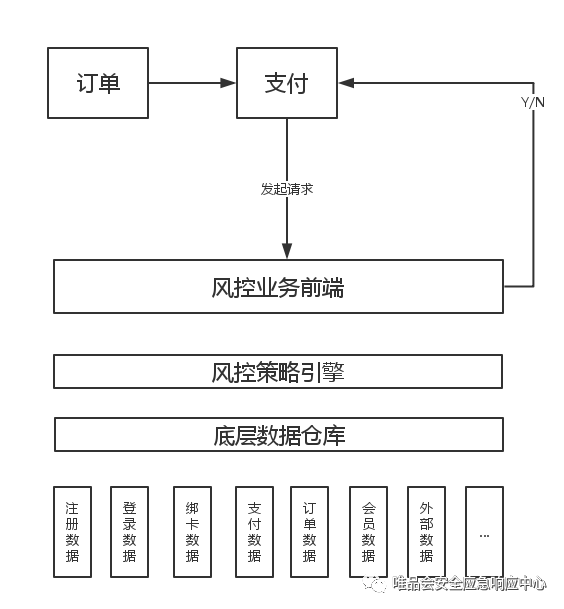 订单
支付
Y/N
发起请求
风控业务前端
风控策略引擎
底层数据仓库
注册数据
登录数据
绑卡数据
支付数据
订单数据
会员数据
外部数据
...
唯品会安全应急响应中心